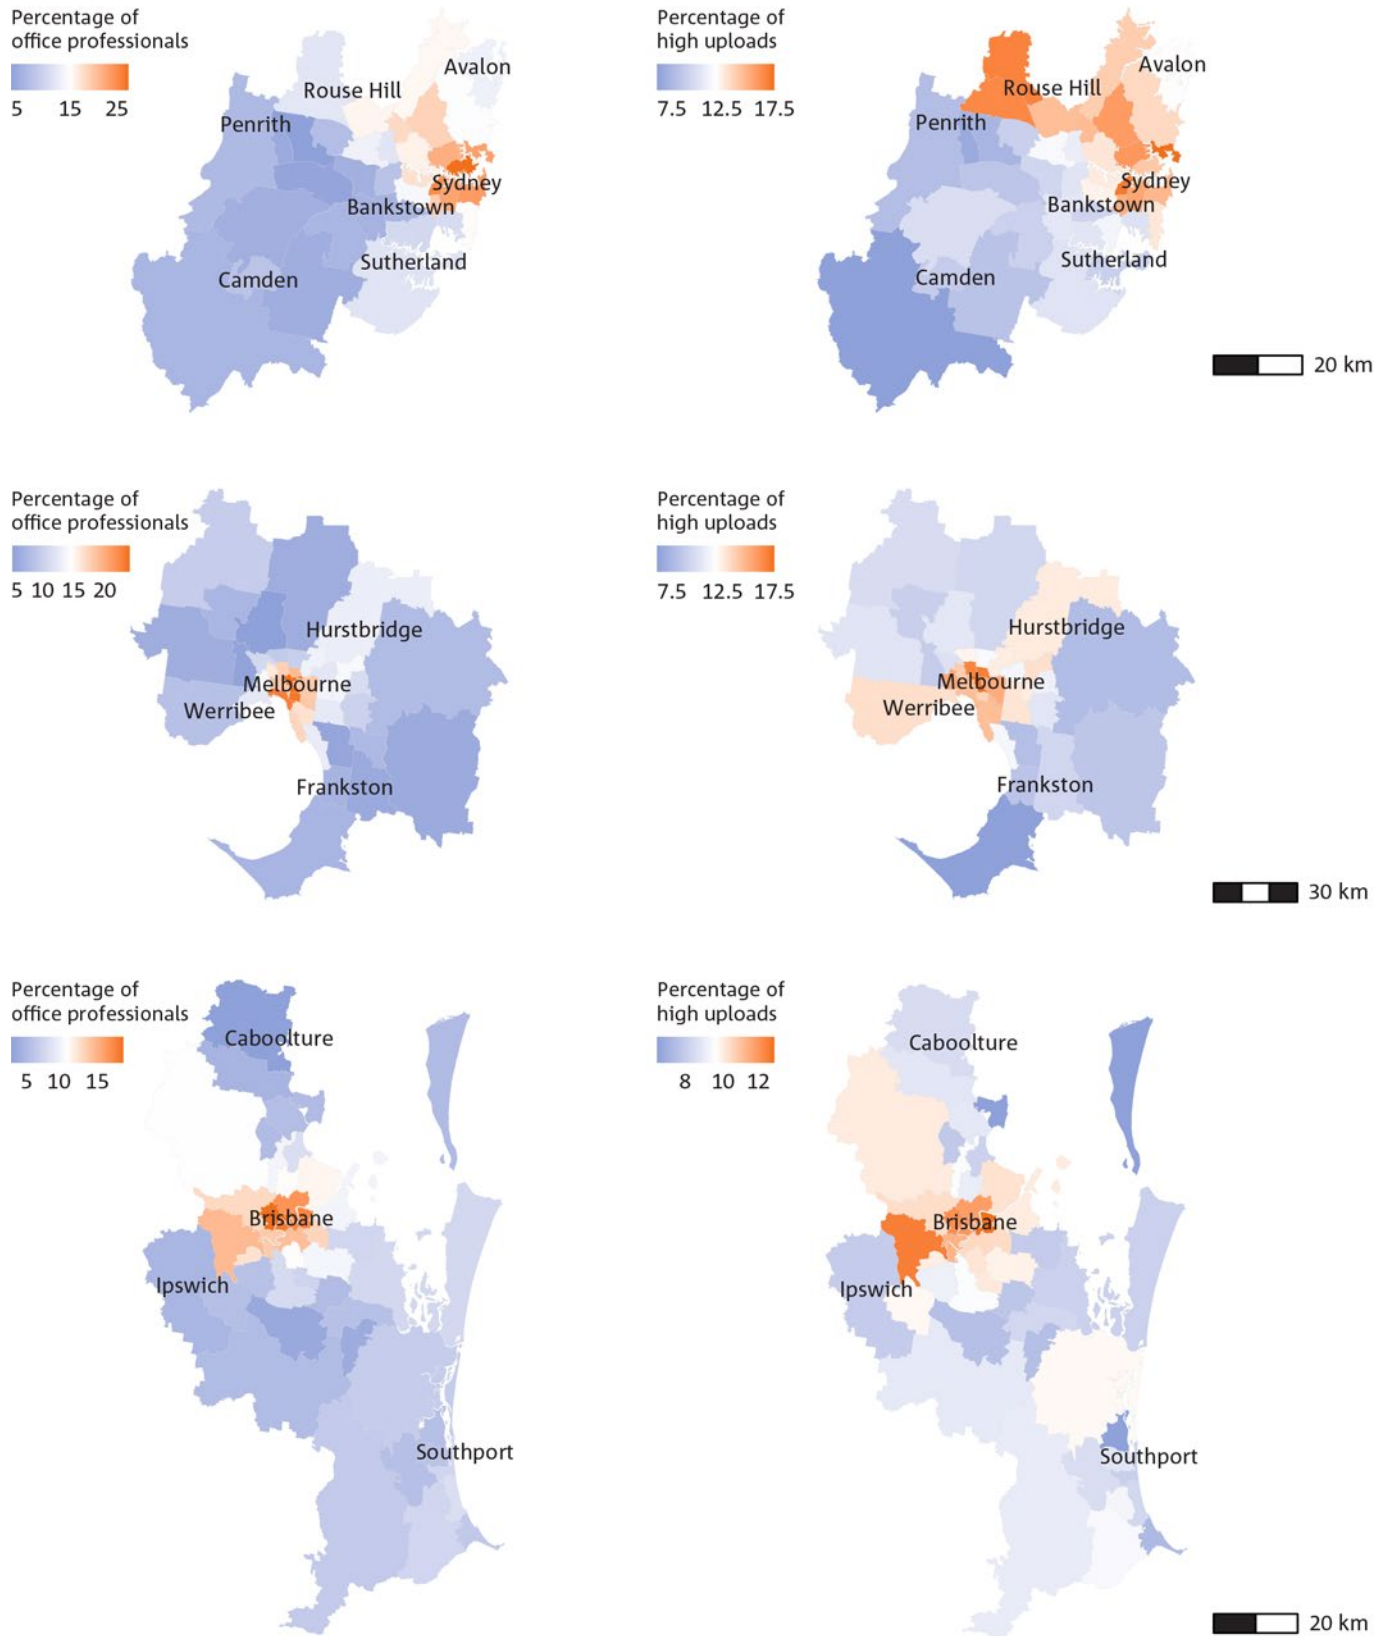 Percentage of
office professionals
5 15 25
Rouse Hill
Avalon
Penrith
Sydney
Bankstown
Sutherland
Camden
Percentage of
high uploads
7.5 12.5 17.5
Avalon
Rouse Hill
Penrith
Sydney
Bankstown
Sutherland
Camden
20 km
Percentage of
office professionals
5 10 15 20
Hurstbridge
Melbourne
Werribee
Frankston
Percentage of
high uploads
7.5 12.5 17.5
Hurstbridge
Melbourne
Werribee
Frankston
30 km
Percentage of
office professionals
5 10 15
Caboolture
Brisbane
Ipswich
Southport
Percentage of
high uploads
8 10 12
Caboolture
Brisbane
Ipswich
Southport
20 km